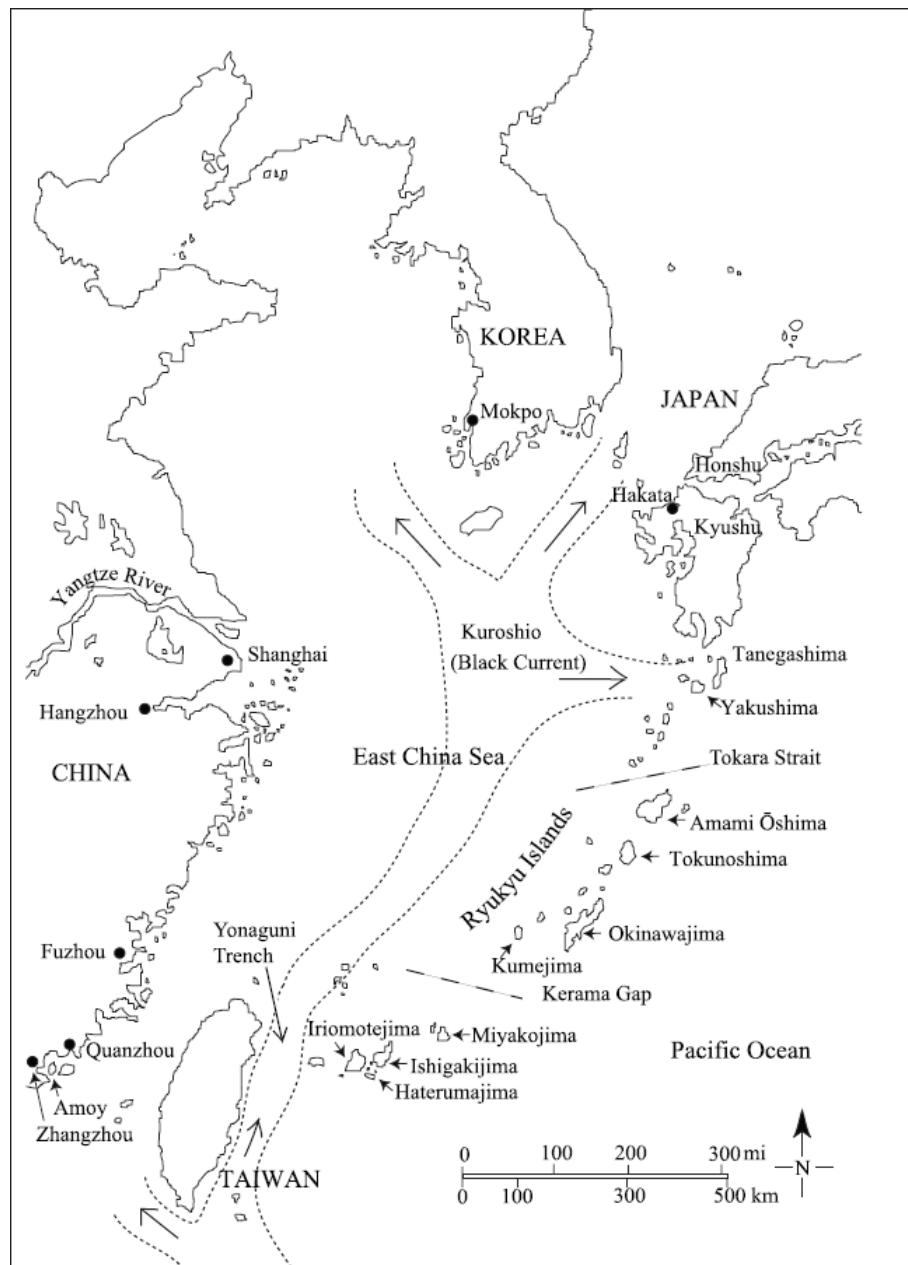 KOREA
Mokpo
JAPAN
Honshu
Hakata
Kyushu
Yangtze River
Shanghai
Hangzhou
Kuroshio
(Black Current)
Tanegashima
Yakushima
CHINA
East China Sea
Tokara Strait
Amami Ōshima
Tokunoshima
Ryukyu Islands
Okinawajima
Kumejima
Yonaguni
Trench
Fuzhou
Kerama Gap
Iriomotejima
Miyakojima
Ishigakijima
Haterumajima
Quanzhou
Amoy
Zhangzhou
Pacific Ocean
TAIWAN
0 100 200 300 mi
0 100 300 500 km
N